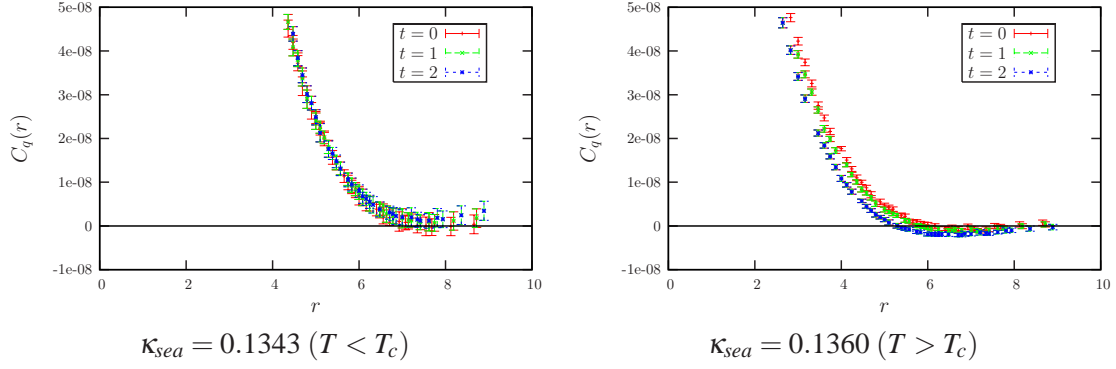 5e-08
4e-08
3e-08
2e-08
1e-08
0
-1e-08
0 2 4 6 8 10
C_q(r)
r
t = 0
t = 1
t = 2
κ_sea = 0.1343 (T < T_c)
5e-08
4e-08
3e-08
2e-08
1e-08
0
-1e-08
0 2 4 6 8 10
C_q(r)
r
t = 0
t = 1
t = 2
κ_sea = 0.1360 (T > T_c)